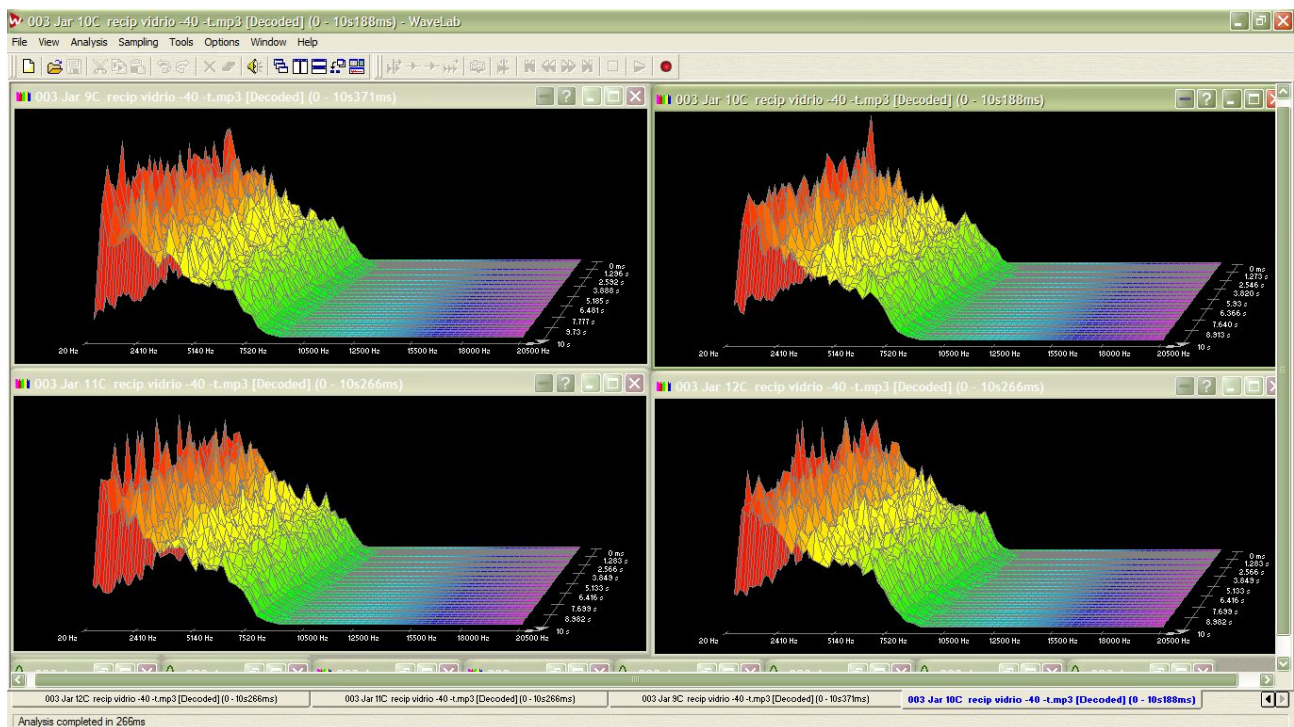 003 Jar 10C recip vidrio -40 -t.mp3 [Decoded] (0 - 10s188ms) - WaveLab
File View Analysis Sampling Tools Options Window Help
003 Jar 9C recip vidrio -40 -t.mp3 [Decoded] (0 - 10s371ms)
0 ms
1.296 s
2.592 s
3.888 s
5.185 s
6.481 s
7.777 s
9.73 s
10 s
20 Hz 2410 Hz 5140 Hz 7520 Hz 10500 Hz 12500 Hz 15500 Hz 18000 Hz 20500 Hz
003 Jar 10C recip vidrio -40 -t.mp3 [Decoded] (0 - 10s188ms)
0 ms
1.273 s
2.546 s
3.820 s
5.93 s
6.366 s
7.640 s
8.913 s
10 s
20 Hz 2410 Hz 5140 Hz 7520 Hz 10500 Hz 12500 Hz 15500 Hz 18000 Hz 20500 Hz
003 Jar 11C recip vidrio -40 -t.mp3 [Decoded] (0 - 10s266ms)
0 ms
1.283 s
2.566 s
3.849 s
5.133 s
6.416 s
7.699 s
8.982 s
10 s
20 Hz 2410 Hz 5140 Hz 7520 Hz 10500 Hz 12500 Hz 15500 Hz 18000 Hz 20500 Hz
003 Jar 12C recip vidrio -40 -t.mp3 [Decoded] (0 - 10s266ms)
0 ms
1.283 s
2.566 s
3.849 s
5.133 s
6.416 s
7.699 s
8.982 s
10 s
20 Hz 2410 Hz 5140 Hz 7520 Hz 10500 Hz 12500 Hz 15500 Hz 18000 Hz 20500 Hz
003 Jar 12C recip vidrio -40 -t.mp3 [Decoded] (0 - 10s266ms)
003 Jar 11C recip vidrio -40 -t.mp3 [Decoded] (0 - 10s266ms)
003 Jar 9C recip vidrio -40 -t.mp3 [Decoded] (0 - 10s371ms)
003 Jar 10C recip vidrio -40 -t.mp3 [Decoded] (0 - 10s188ms)
Analysis completed in 266ms